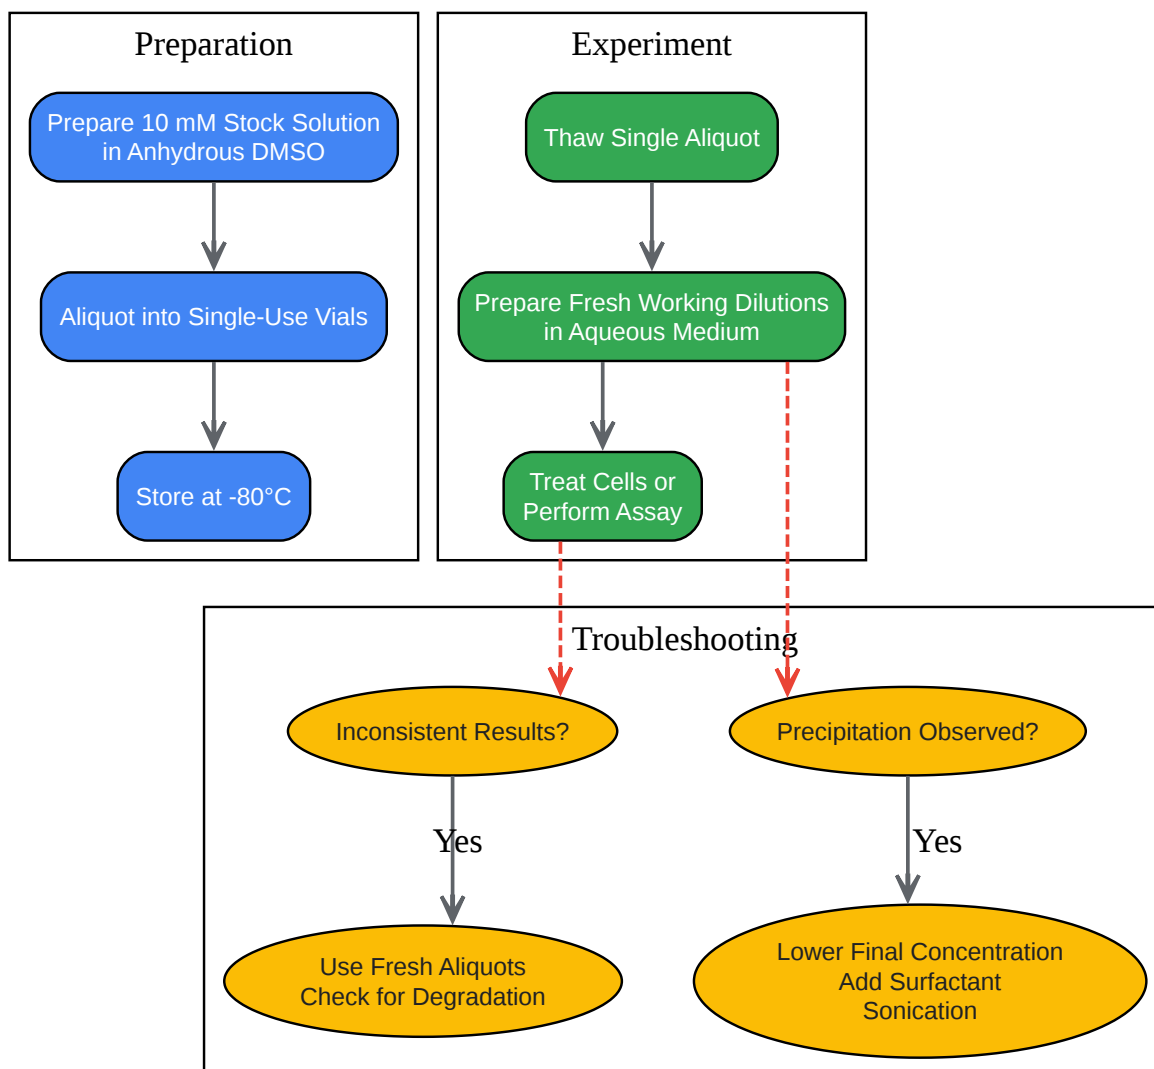 Preparation
Prepare 10 mM Stock Solution
in Anhydrous DMSO
Aliquot into Single-Use Vials
Store at -80°C
Experiment
Thaw Single Aliquot
Prepare Fresh Working Dilutions
in Aqueous Medium
Treat Cells or
Perform Assay
Troubleshooting
Inconsistent Results?
Yes
Use Fresh Aliquots
Check for Degradation
Precipitation Observed?
Yes
Lower Final Concentration
Add Surfactant
Sonication